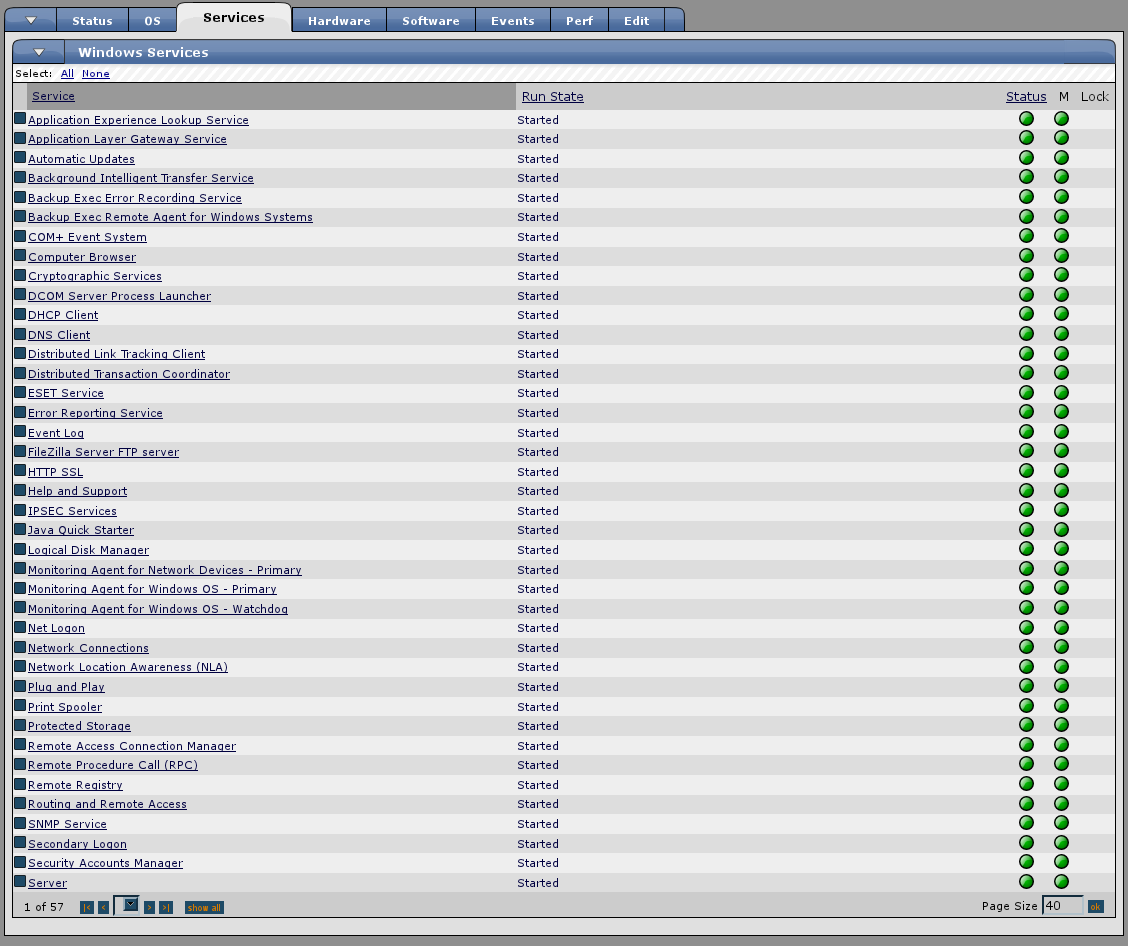 Status OS Services Hardware Software Events Perf Edit
Windows Services
Select: All None
Service Run State Status M Lock
Application Experience Lookup Service Started
Application Layer Gateway Service Started
Automatic Updates Started
Background Intelligent Transfer Service Started
Backup Exec Error Recording Service Started
Backup Exec Remote Agent for Windows Systems Started
COM+ Event System Started
Computer Browser Started
Cryptographic Services Started
DCOM Server Process Launcher Started
DHCP Client Started
DNS Client Started
Distributed Link Tracking Client Started
Distributed Transaction Coordinator Started
ESET Service Started
Error Reporting Service Started
Event Log Started
FileZilla Server FTP server Started
HTTP SSL Started
Help and Support Started
IPSEC Services Started
Java Quick Starter Started
Logical Disk Manager Started
Monitoring Agent for Network Devices - Primary Started
Monitoring Agent for Windows OS - Primary Started
Monitoring Agent for Windows OS - Watchdog Started
Net Logon Started
Network Connections Started
Network Location Awareness (NLA) Started
Plug and Play Started
Print Spooler Started
Protected Storage Started
Remote Access Connection Manager Started
Remote Procedure Call (RPC) Started
Remote Registry Started
Routing and Remote Access Started
SNMP Service Started
Secondary Logon Started
Security Accounts Manager Started
Server Started
1 of 57 |< < > >| show all Page Size 40 ok